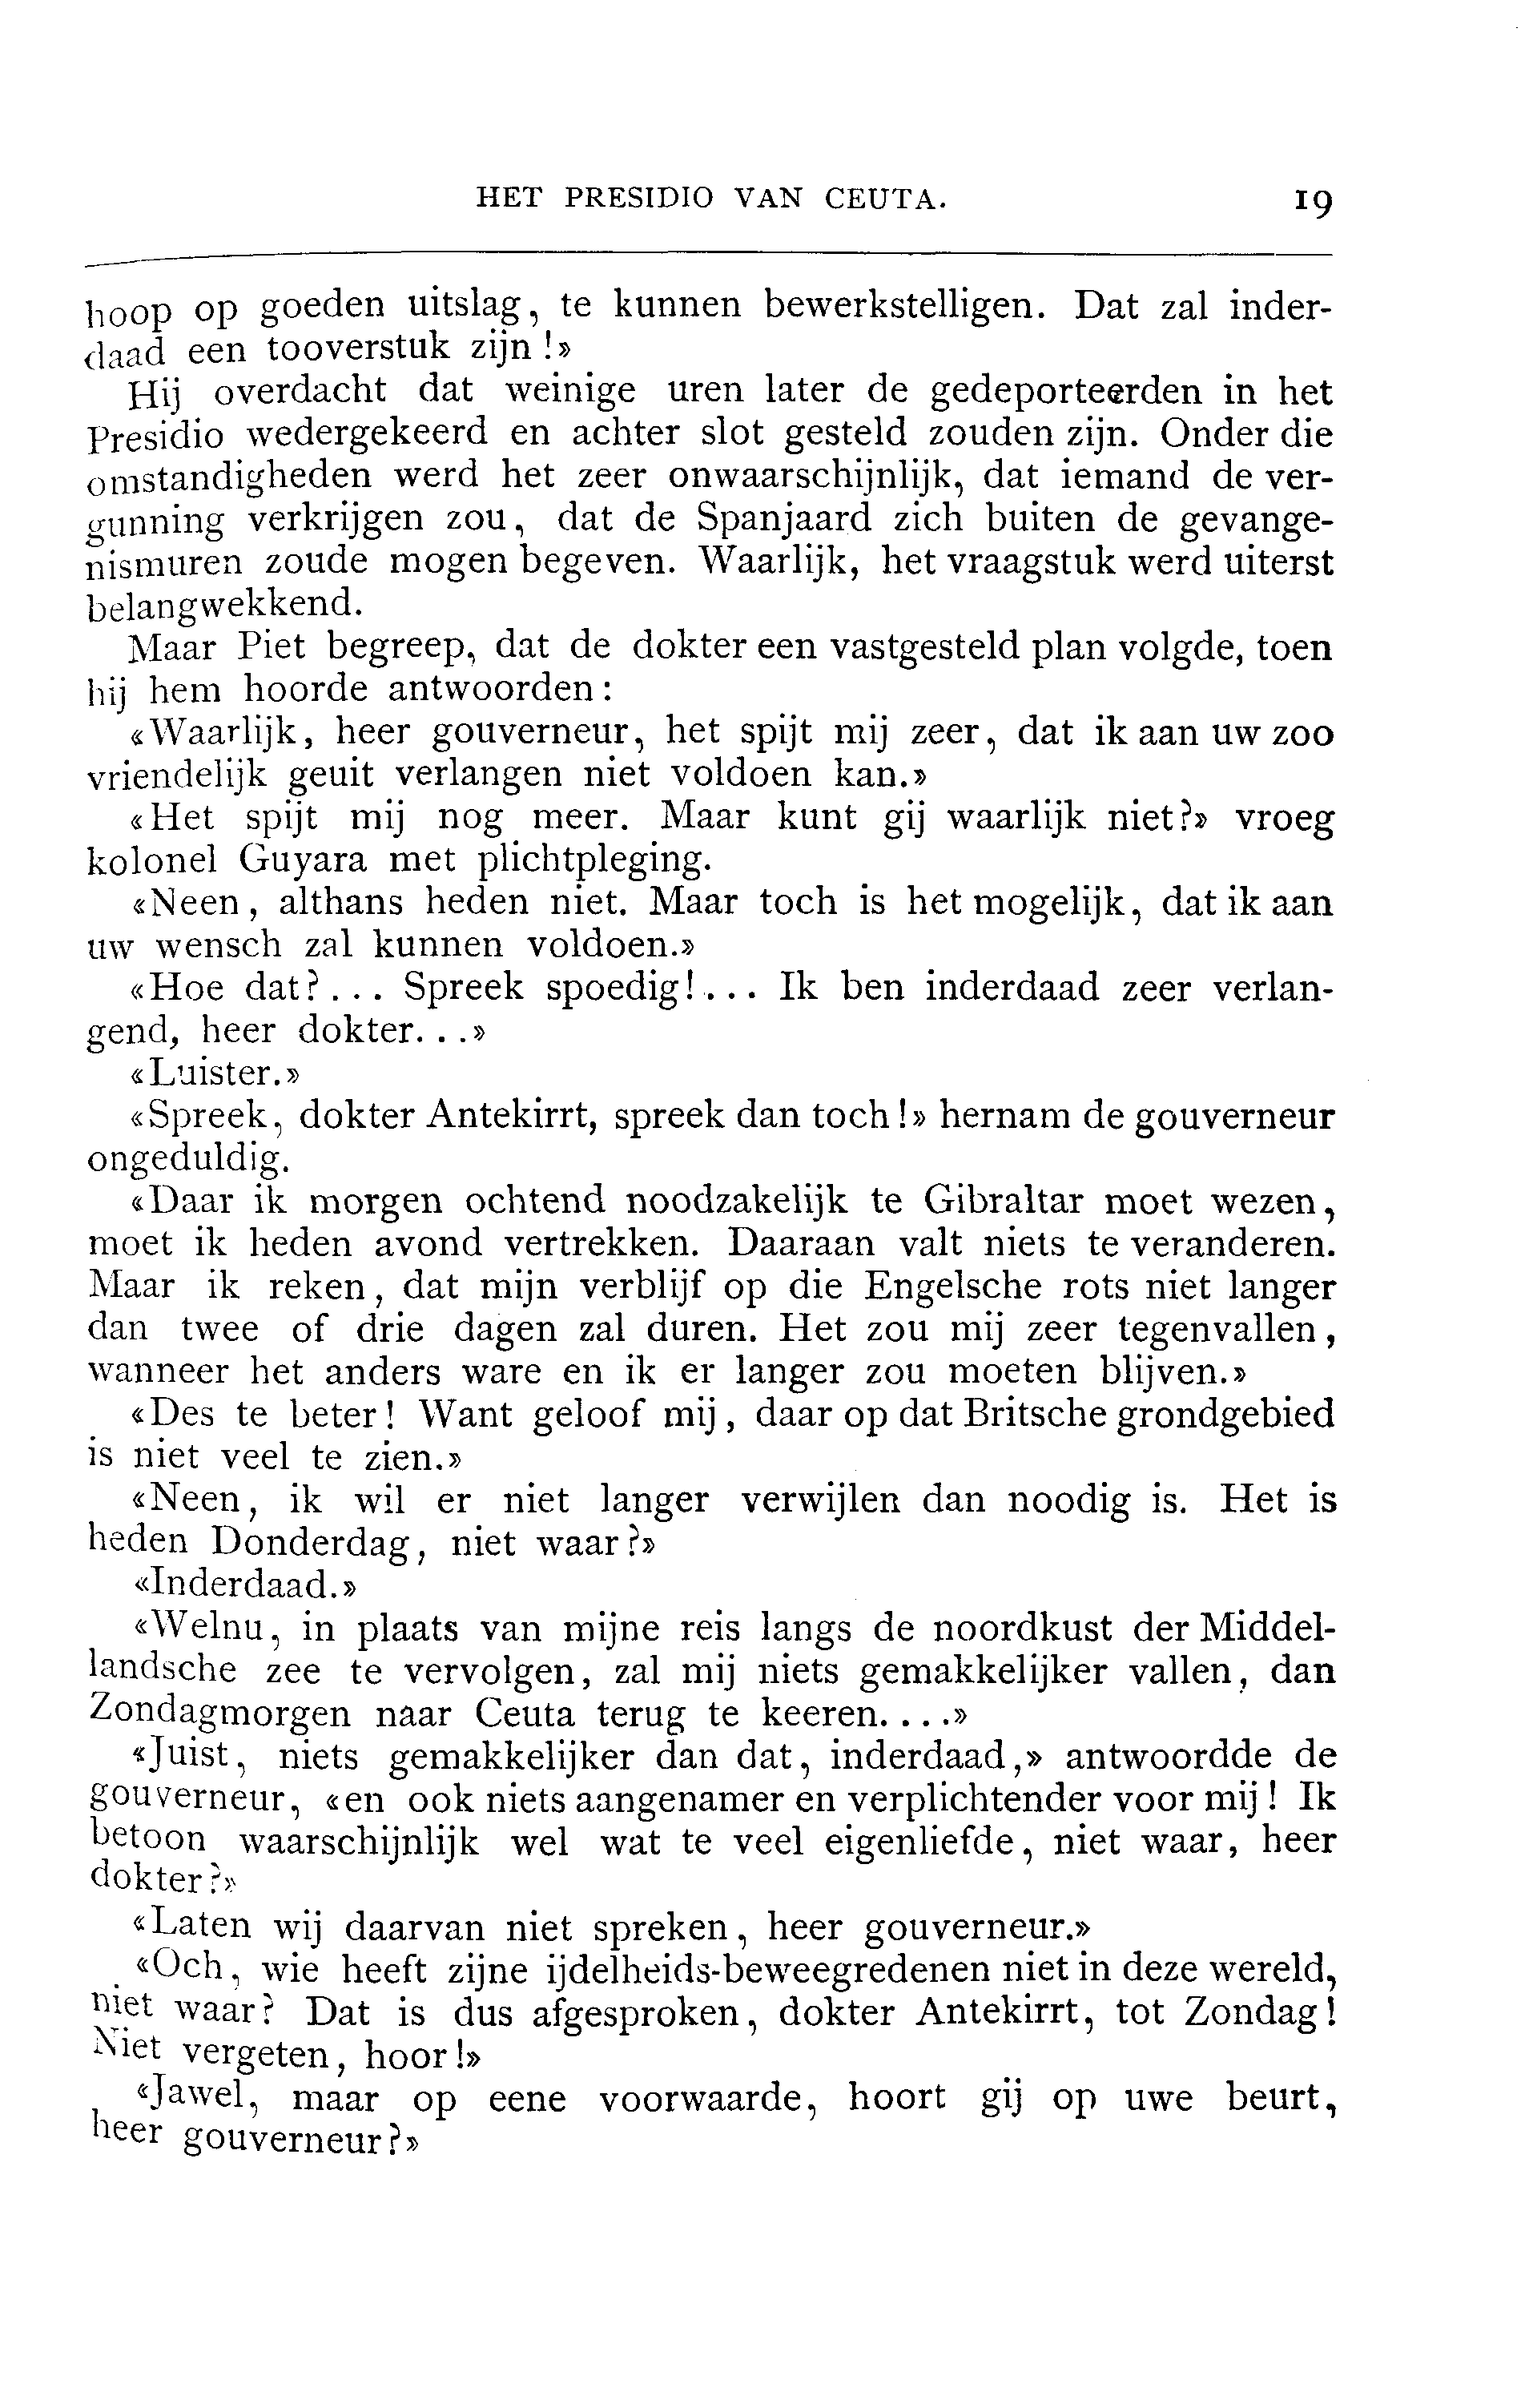 HET PRESIDIO VAN CEUTA. 19
hoop op goeden uitslag, te kunnen bewerkstelligen. Dat zal inder-
daad een tooverstuk zijn!»
Hij overdacht dat weinige uren later de gedeporteerden in het
Presidio wedergekeerd en achter slot gesteld zouden zijn. Onder die
omstandigheden werd het zeer onwaarschijnlijk, dat iemand de ver-
gunning verkrijgen zou, dat de Spanjaard zich buiten de gevange-
nismuren zoude mogen begeven. Waarlijk, het vraagstuk werd uiterst
belangwekkend.
Maar Piet begreep, dat de dokter een vastgesteld plan volgde, toen
hij hem hoorde antwoorden:
«Waarlijk, heer gouverneur, het spijt mij zeer, dat ik aan uw zoo
vriendelijk geuit verlangen niet voldoen kan.»
«Het spijt mij nog meer. Maar kunt gij waarlijk niet?» vroeg
kolonel Guyara met plichtpleging.
«Neen, althans heden niet. Maar toch is het mogelijk, dat ik aan
uw wensch zal kunnen voldoen.»
«Hoe dat?... Spreek spoedig!... Ik ben inderdaad zeer verlan-
gend, heer dokter...»
«Luister.»
«Spreek, dokter Antekirrt, spreek dan toch!» hernam de gouverneur
ongeduldig.
«Daar ik morgen ochtend noodzakelijk te Gibraltar moet wezen,
moet ik heden avond vertrekken. Daaraan valt niets te veranderen.
Maar ik reken, dat mijn verblijf op die Engelsche rots niet langer
dan twee of drie dagen zal duren. Het zou mij zeer tegenvallen,
wanneer het anders ware en ik er langer zou moeten blijven.»
«Des te beter! Want geloof mij, daar op dat Britsche grondgebied
is niet veel te zien.»
«Neen, ik wil er niet langer verwijlen dan noodig is. Het is
heden Donderdag, niet waar?»
«Inderdaad.»
«Welnu, in plaats van mijne reis langs de noordkust der Middel-
landsche zee te vervolgen, zal mij niets gemakkelijker vallen, dan
Zondagmorgen naar Ceuta terug te keeren....»
«Juist, niets gemakkelijker dan dat, inderdaad,» antwoordde de
gouverneur, «en ook niets aangenamer en verplichtender voor mij! Ik
betoon waarschijnlijk wel wat te veel eigenliefde, niet waar, heer
dokter?»
«Laten wij daarvan niet spreken, heer gouverneur.»
«Och, wie heeft zijne ijdelheids-beweegredenen niet in deze wereld,
niet waar? Dat is dus afgesproken, dokter Antekirrt, tot Zondag!
Niet vergeten, hoor!»
«Jawel, maar op eene voorwaarde, hoort gij op uwe beurt,
heer gouverneur?»